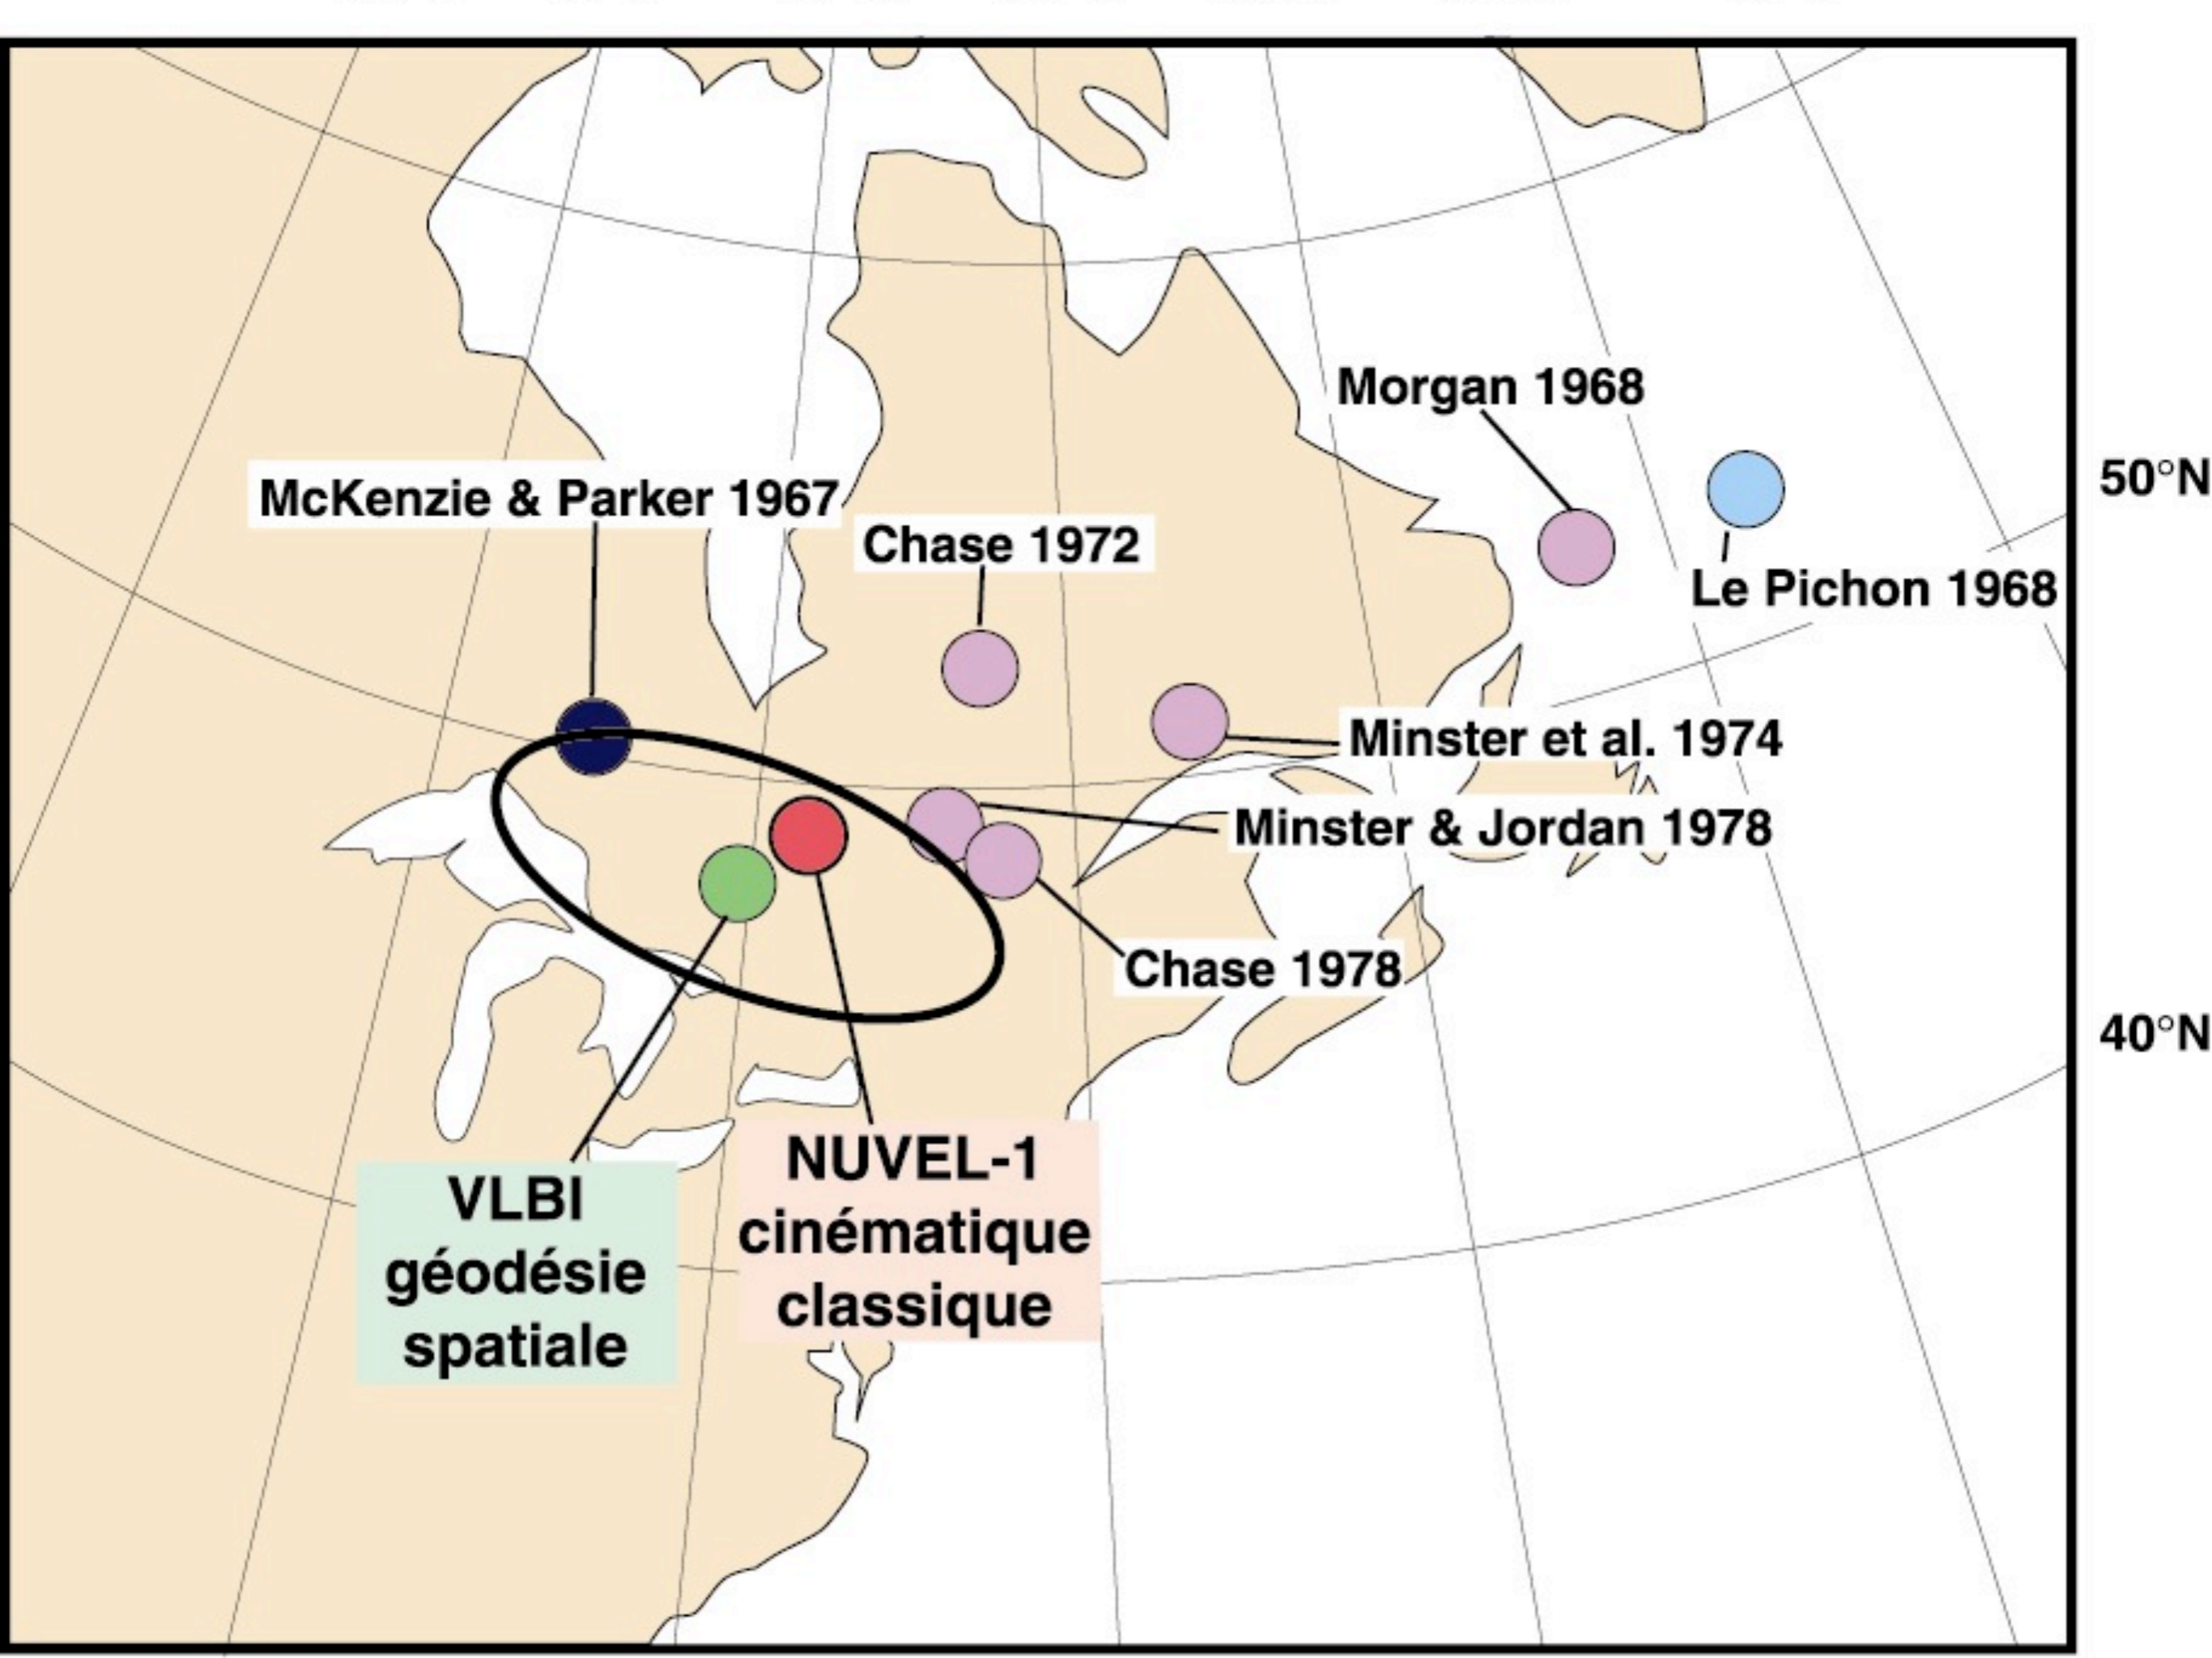 Morgan 1968
50°N
McKenzie & Parker 1967
Chase 1972
Le Pichon 1968
Minster et al. 1974
Minster & Jordan 1978
Chase 1978
40°N
VLBI
géodésie
spatiale
NUVEL-1
cinématique
classique